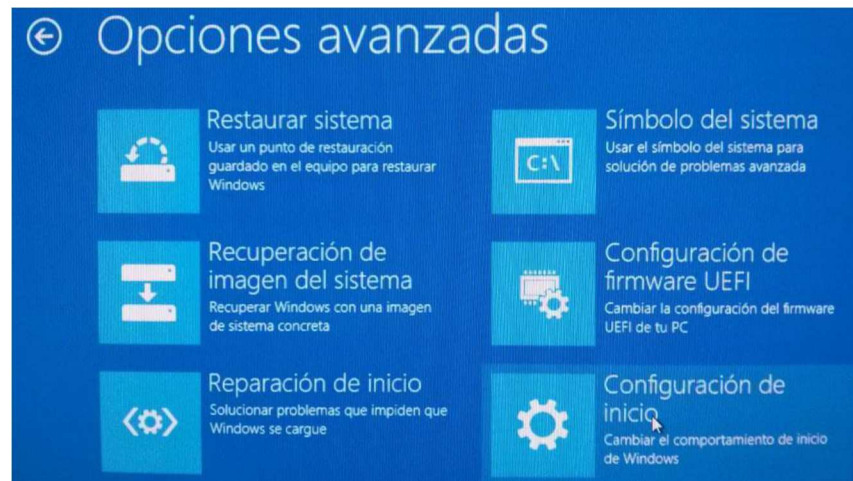 Opciones avanzadas
Restaurar sistema
Usar un punto de restauración
guardado en el equipo para restaurar
Windows
Recuperación de
imagen del sistema
Recuperar Windows con una imagen
de sistema concreta
Reparación de inicio
Solucionar problemas que impiden que
Windows se cargue
Símbolo del sistema
C:\
Usar el símbolo del sistema para
solución de problemas avanzada
Configuración de
firmware UEFI
Cambiar la configuración del firmware
UEFI de tu PC
Configuración de
inicio
Cambiar el comportamiento de inicio
de Windows